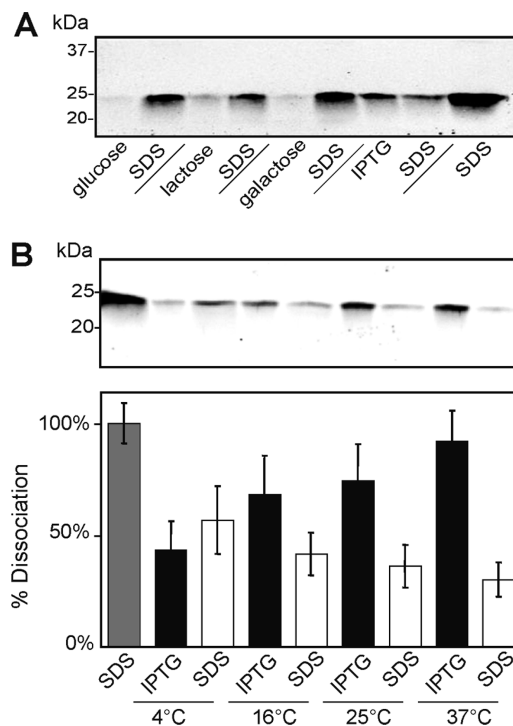 A
kDa
37-
25-
20-
glucose SDS lactose SDS galactose SDS IPTG SDS SDS
B
kDa
25-
20-
% Dissociation
100%
50%
0%
SDS IPTG SDS IPTG SDS IPTG SDS IPTG SDS
4°C 16°C 25°C 37°C